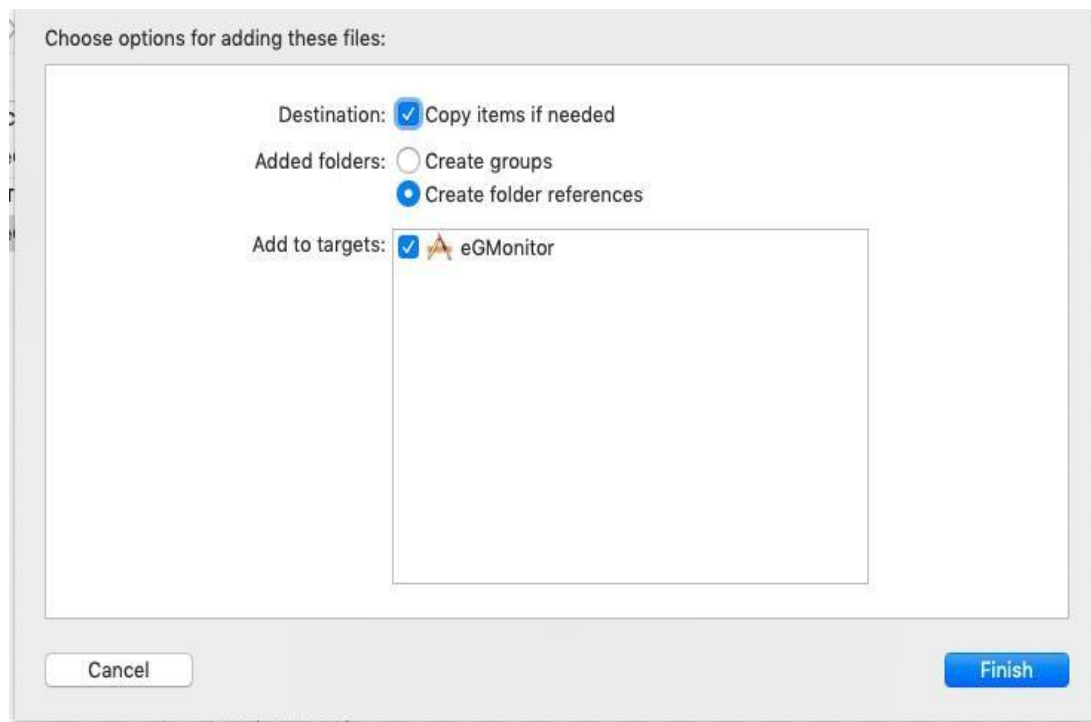 Choose options for adding these files:
Destination: Copy items if needed
Added folders: Create groups
Create folder references
Add to targets: eGMonitor
Cancel Finish